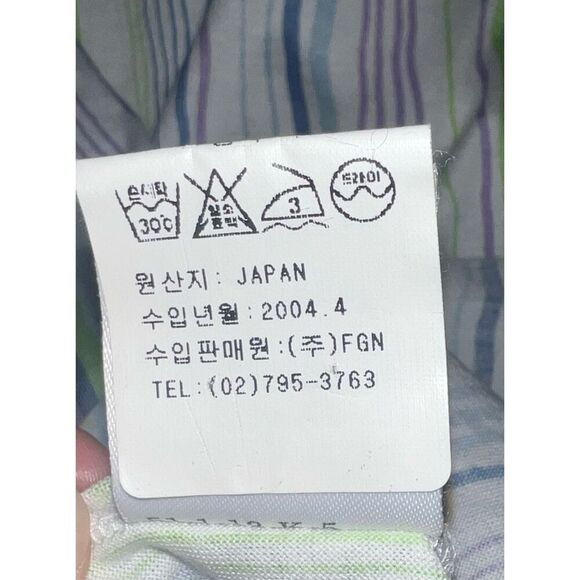 손세탁 30℃ 염소 표백 3 드라이
원산지: JAPAN
수입년월: 2004.4
수입판매원:(주)FGN
TEL:(02)795-3763